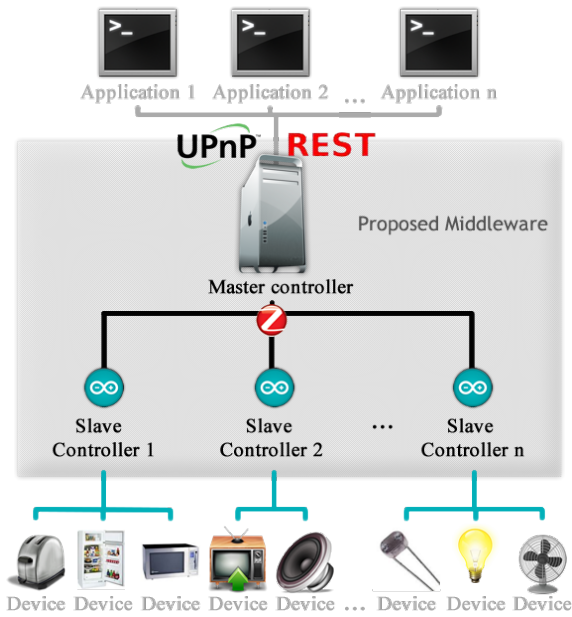 >_ >_ >_
Application 1 Application 2 ... Application n
UPnP™ REST
Proposed Middleware
Master controller
Z
Slave Controller 1
Slave Controller 2
...
Slave Controller n
Device Device Device Device Device ... Device Device Device